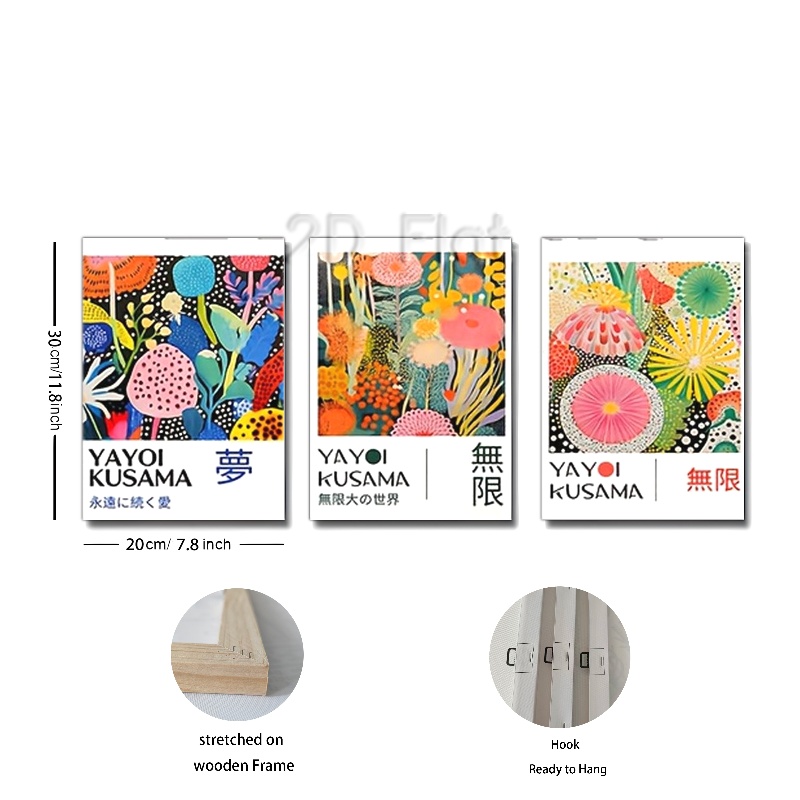 2D Flat
30cm/11.8inch
YAYOI
KUSAMA
夢
永遠に続く愛
YAYOI
KUSAMA
無限大の世界
無限
YAYOI
KUSAMA
無限
20cm/ 7.8 inch
stretched on
wooden Frame
Hook
Ready to Hang